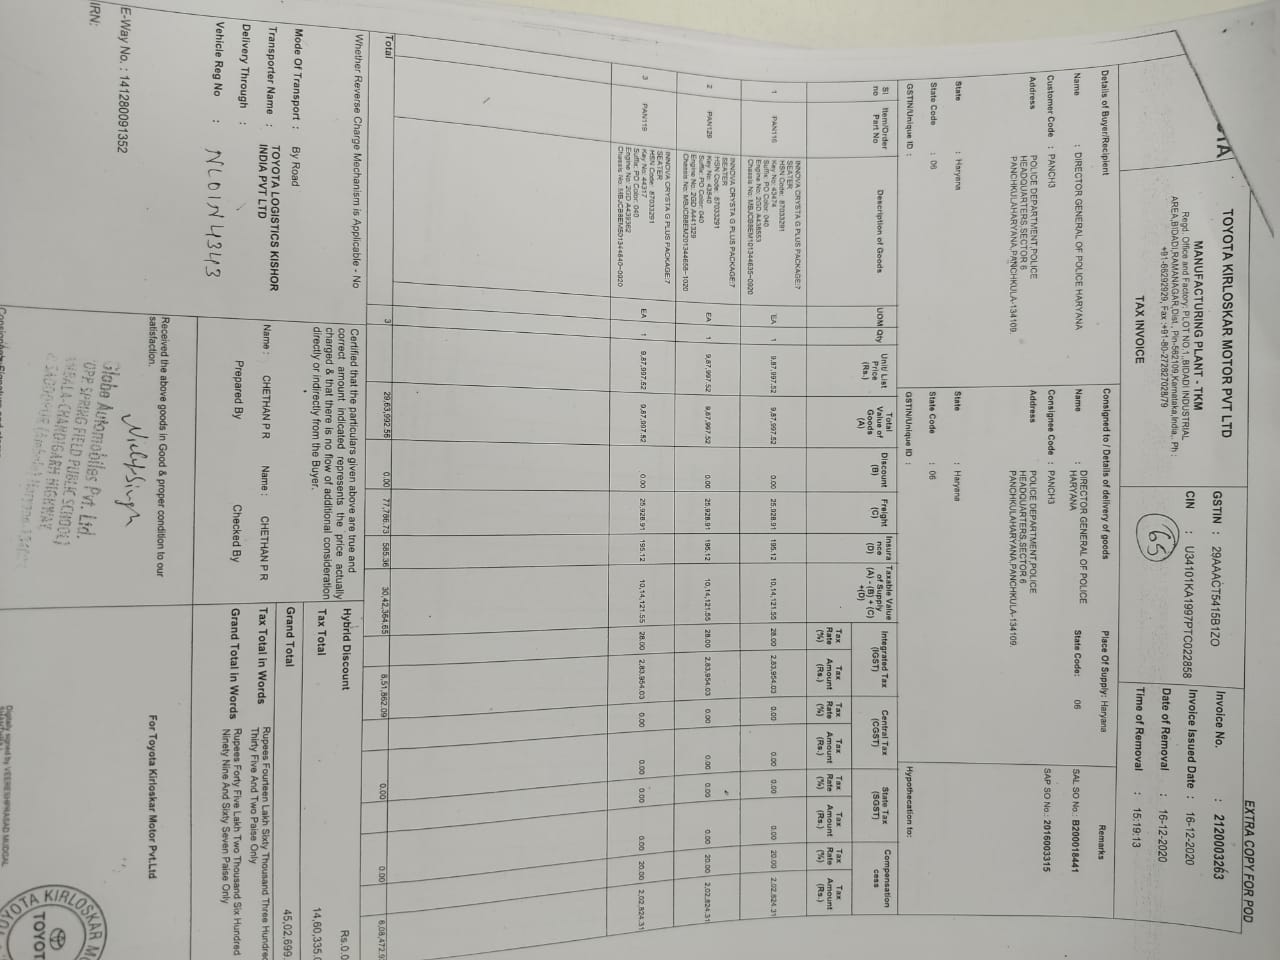 EXTRA COPY FOR POD
TOYOTA KIRLOSKAR MOTOR PVT LTD
MANUFACTURING PLANT - TKM
Regd. Office and Factory: PLOT NO.1,,BIDADI INDUSTRIAL
AREA,BIDADI,RAMANAGAR,Dist., Pin-562109,Karnataka,India,. Ph :
+91-66292929, Fax :+91-80-272827028/79
TAX INVOICE
GSTIN : 29AAACT5415B1ZO
CIN : U34101KA1997PTC022858
65
Invoice No. : 2120003263
Invoice Issued Date : 16-12-2020
Date of Removal : 16-12-2020
Time of Removal : 15:19:13
Details of Buyer/Recipient
Name : DIRECTOR GENERAL OF POLICE HARYANA
Customer Code : PANCH3
Address POLICE DEPARTMENT,POLICE
HEADQUARTERS,SECTOR 6
PANCHKULAHARYANA,PANCHKULA-134109.
State : Haryana
State Code : 06
GSTIN/Unique ID :
Consigned to / Details of delivery of goods
Place Of Supply: Haryana
Name : DIRECTOR GENERAL OF POLICE
HARYANA
State Code: 06
Consignee Code : PANCH3
Address POLICE DEPARTMENT,POLICE
HEADQUARTERS,SECTOR 6
PANCHKULAHARYANA,PANCHKULA-134109.
State : Haryana
State Code : 06
GSTIN/Unique ID :
Remarks
SAL SO No.: B200018441
SAP SO No.: 2016003315
Hypothecation to:
Sl no Item/Order Part No Description of Goods UOM Qty Unit/ List Price (Rs.) Total Value of Goods (A) Discount (B) Freight (C) Insurance (D) Taxable Value of Supply (A) - (B) + (C) +(D) Integrated Tax (IGST) Central Tax (CGST) State Tax (SGST) Compensation cess
Tax Rate (%) Tax Amount (Rs.) Tax Rate (%) Tax Amount (Rs.) Tax Rate (%) Tax Amount (Rs.) Tax Rate (%) Tax Amount (Rs.)
INNOVA CRYSTA G PLUS PACKAGE:7
SEATER
HSN Code: 87033291
1 PAN116 Key No: 43474 EA 1 9,87,997.52 9,87,997.52 0.00 25,928.91 195.12 10,14,121.55 28.00 2,83,954.03 0.00 0.00 0.00 0.00 20.00 2,02,824.31
Suffix: PO Color: 040
Engine No: 2GD A438553
Chassis No: MBJCB8EM101344635-0920
INNOVA CRYSTA G PLUS PACKAGE:7
SEATER
HSN Code: 87033291
2 PAN129 Key No: 43540 EA 1 9,87,997.52 9,87,997.52 0.00 25,928.91 195.12 10,14,121.55 28.00 2,83,954.03 0.00 0.00 0.00 0.00 20.00 2,02,824.31
Suffix: PO Color: 040
Engine No: 2GD A441329
Chassis No: MBJCB8EM201344658-1020
INNOVA CRYSTA G PLUS PACKAGE:7
SEATER
HSN Code: 87033291
3 PAN119 Key No: 44317 EA 1 9,87,997.52 9,87,997.52 0.00 25,928.91 195.12 10,14,121.55 28.00 2,83,954.03 0.00 0.00 0.00 0.00 20.00 2,02,824.31
Suffix: PO Color: 040
Engine No: 2GD A439362
Chassis No: MBJCB8EM501344640-0920
Total 3 29,63,992.56 0.00 77,786.73 585.36 30,42,364.65 8,51,862.09 0.00 0.00 6,08,472.9
Whether Reverse Charge Mechanism is Applicable - No
Mode Of Transport : By Road
Transporter Name : TOYOTA LOGISTICS KISHOR
INDIA PVT LTD
Delivery Through :
Vehicle Reg No : NL01N4343
E-Way No. : 141280091352
IRN:
Certified that the particulars given above are true and
correct amount indicated represents the price actually
charged & that there is no flow of additional consideration
directly or indirectly from the Buyer.
Name : CHETHAN P R Name : CHETHAN P R
Prepared By Checked By
Hybrid Discount Rs.0.0
Tax Total 14,60,335.0
Grand Total 45,02,699.
Tax Total in Words Rupees Fourteen Lakh Sixty Thousand Three Hundred
Thirty Five And Two Paise Only
Grand Total in Words Rupees Forty Five Lakh Two Thousand Six Hundred
Ninety Nine And Sixty Seven Paise Only
Received the above goods in Good & proper condition to our
satisfaction.
Globe Automobiles Pvt. Ltd.
OPP. SPRING FIELD PUBLIC SCHOOL
AMBALA-CHANDIGARH HIGHWAY
For Toyota Kirloskar Motor Pvt.Ltd
TOYOTA KIRLOSKAR MO
TOYOT
Digitally signed by VEERESHPRASAD MUDGAL